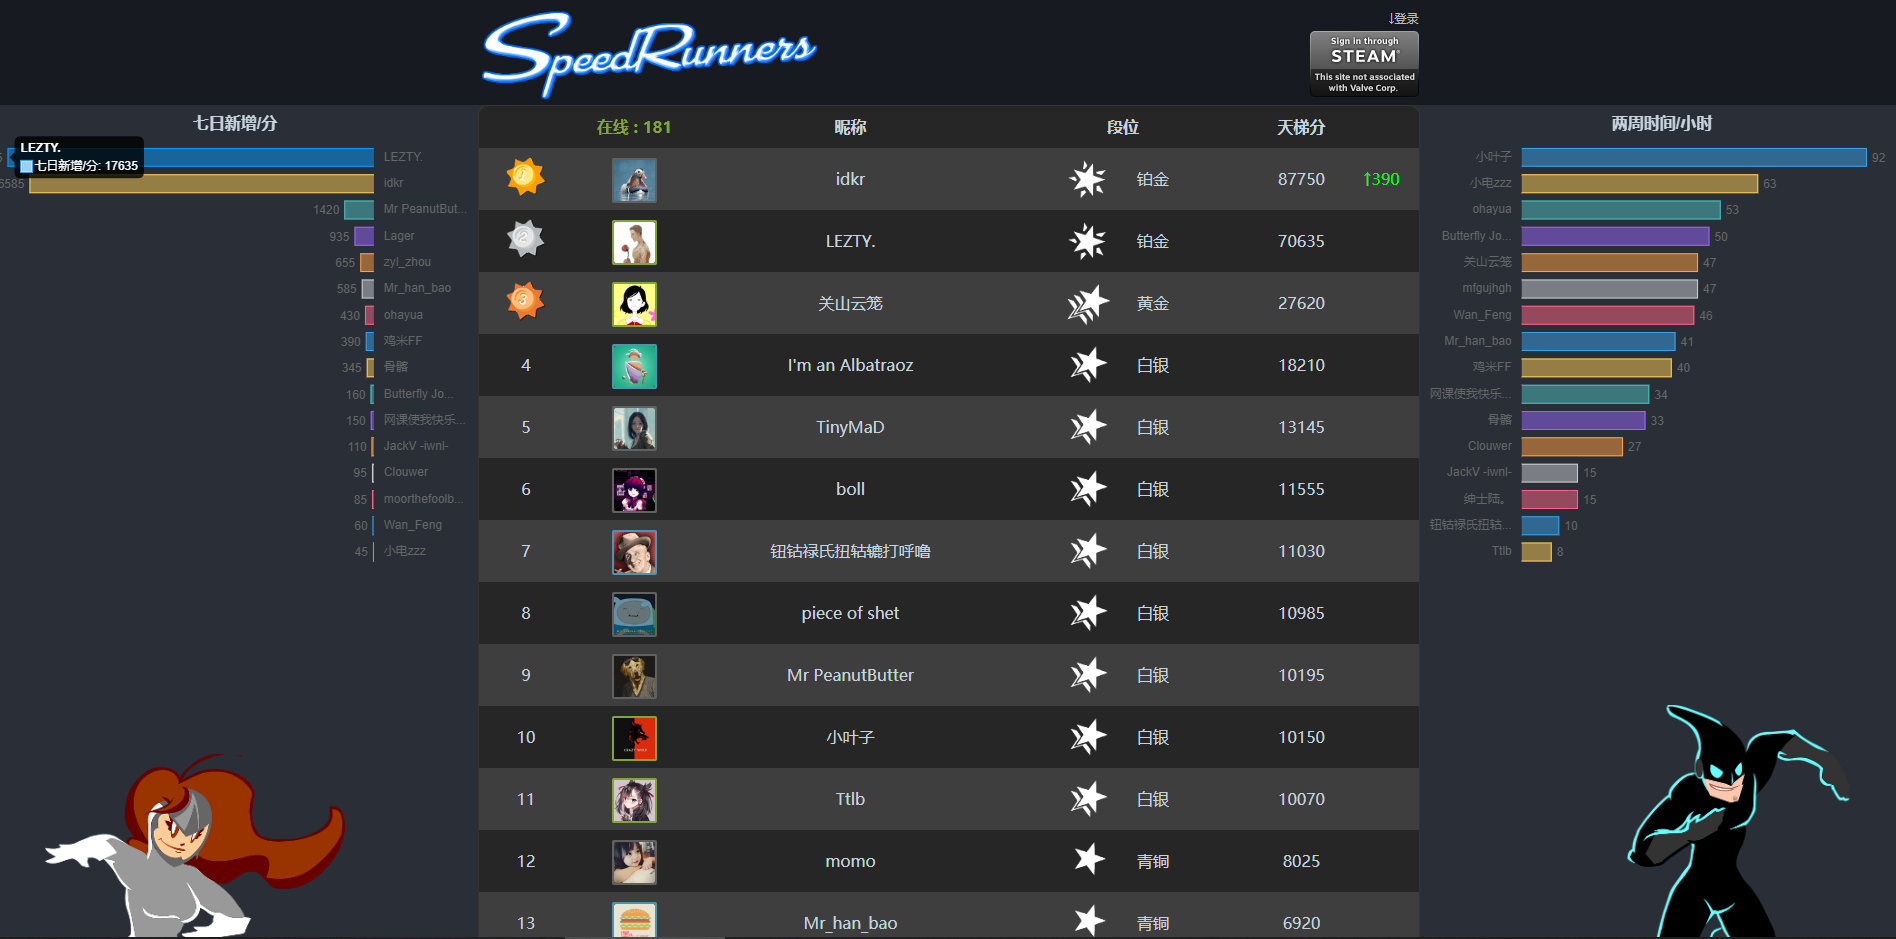 SpeedRunners
↓登录
Sign in through
STEAM®
This site not associated
with Valve Corp.
七日新增/分
LEZTY.
七日新增/分: 17635
LEZTY.
6585 idkr
1420 Mr PeanutBut...
935 Lager
655 zyl_zhou
585 Mr_han_bao
430 ohayua
390 鸡米FF
345 骨髂
160 Butterfly Jo...
150 网课使我快乐...
110 JackV -iwnl-
95 Clouwer
85 moorthefoolb...
60 Wan_Feng
45 小电zzz
在线 : 181 昵称 段位 天梯分
1 idkr 铂金 87750 ↑390
2 LEZTY. 铂金 70635
3 关山云笼 黄金 27620
4 I'm an Albatraoz 白银 18210
5 TinyMaD 白银 13145
6 boll 白银 11555
7 钮钴禄氏扭轱辘打呼噜 白银 11030
8 piece of shet 白银 10985
9 Mr PeanutButter 白银 10195
10 小叶子 白银 10150
11 Ttlb 白银 10070
12 momo 青铜 8025
13 Mr_han_bao 青铜 6920
两周时间/小时
小叶子 92
小电zzz 63
ohayua 53
Butterfly Jo... 50
关山云笼 47
mfgujhgh 47
Wan_Feng 46
Mr_han_bao 41
鸡米FF 40
网课使我快乐... 34
骨髂 33
Clouwer 27
JackV -iwnl- 15
绅士陆。 15
钮钴禄氏扭轱... 10
Ttlb 8